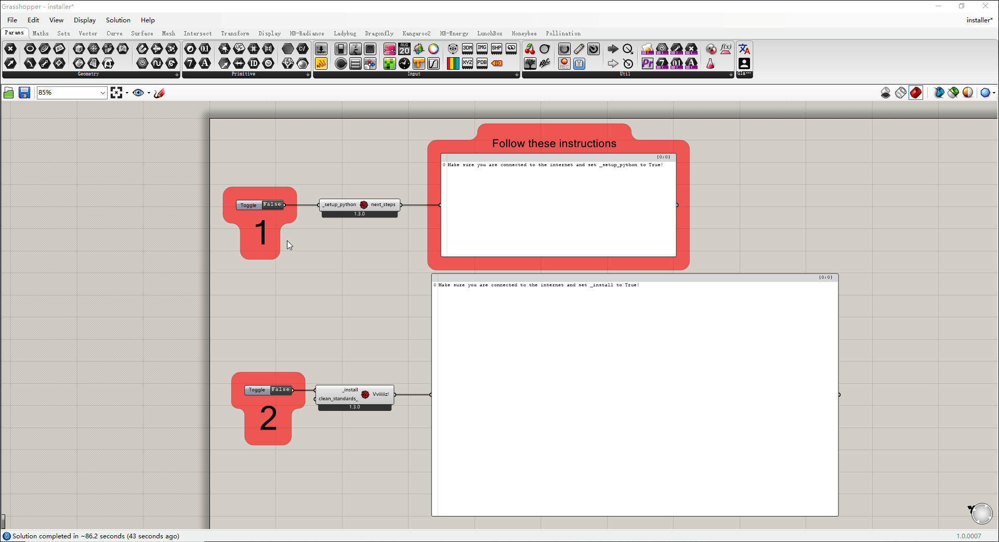 Grasshopper - installer*
File Edit View Display Solution Help installer*
Params Maths Sets Vector Curve Surface Mesh Intersect Transform Display HB-Radiance Ladybug Dragonfly Kangaroo2 HB-Energy LunchBox Honeybee Pollination
Geometry Primitive Input Util Gla···
85%
Follow these instructions
{0;0}
0 Make sure you are connected to the internet and set _setup_python to True!
Toggle False _setup_python next_steps
1.3.0
1
{0;0}
0 Make sure you are connected to the internet and set _install to True!
Toggle False _install Vviiiiz!
clean_standards_
1.3.0
2
Solution completed in ~86.2 seconds (43 seconds ago) 1.0.0007